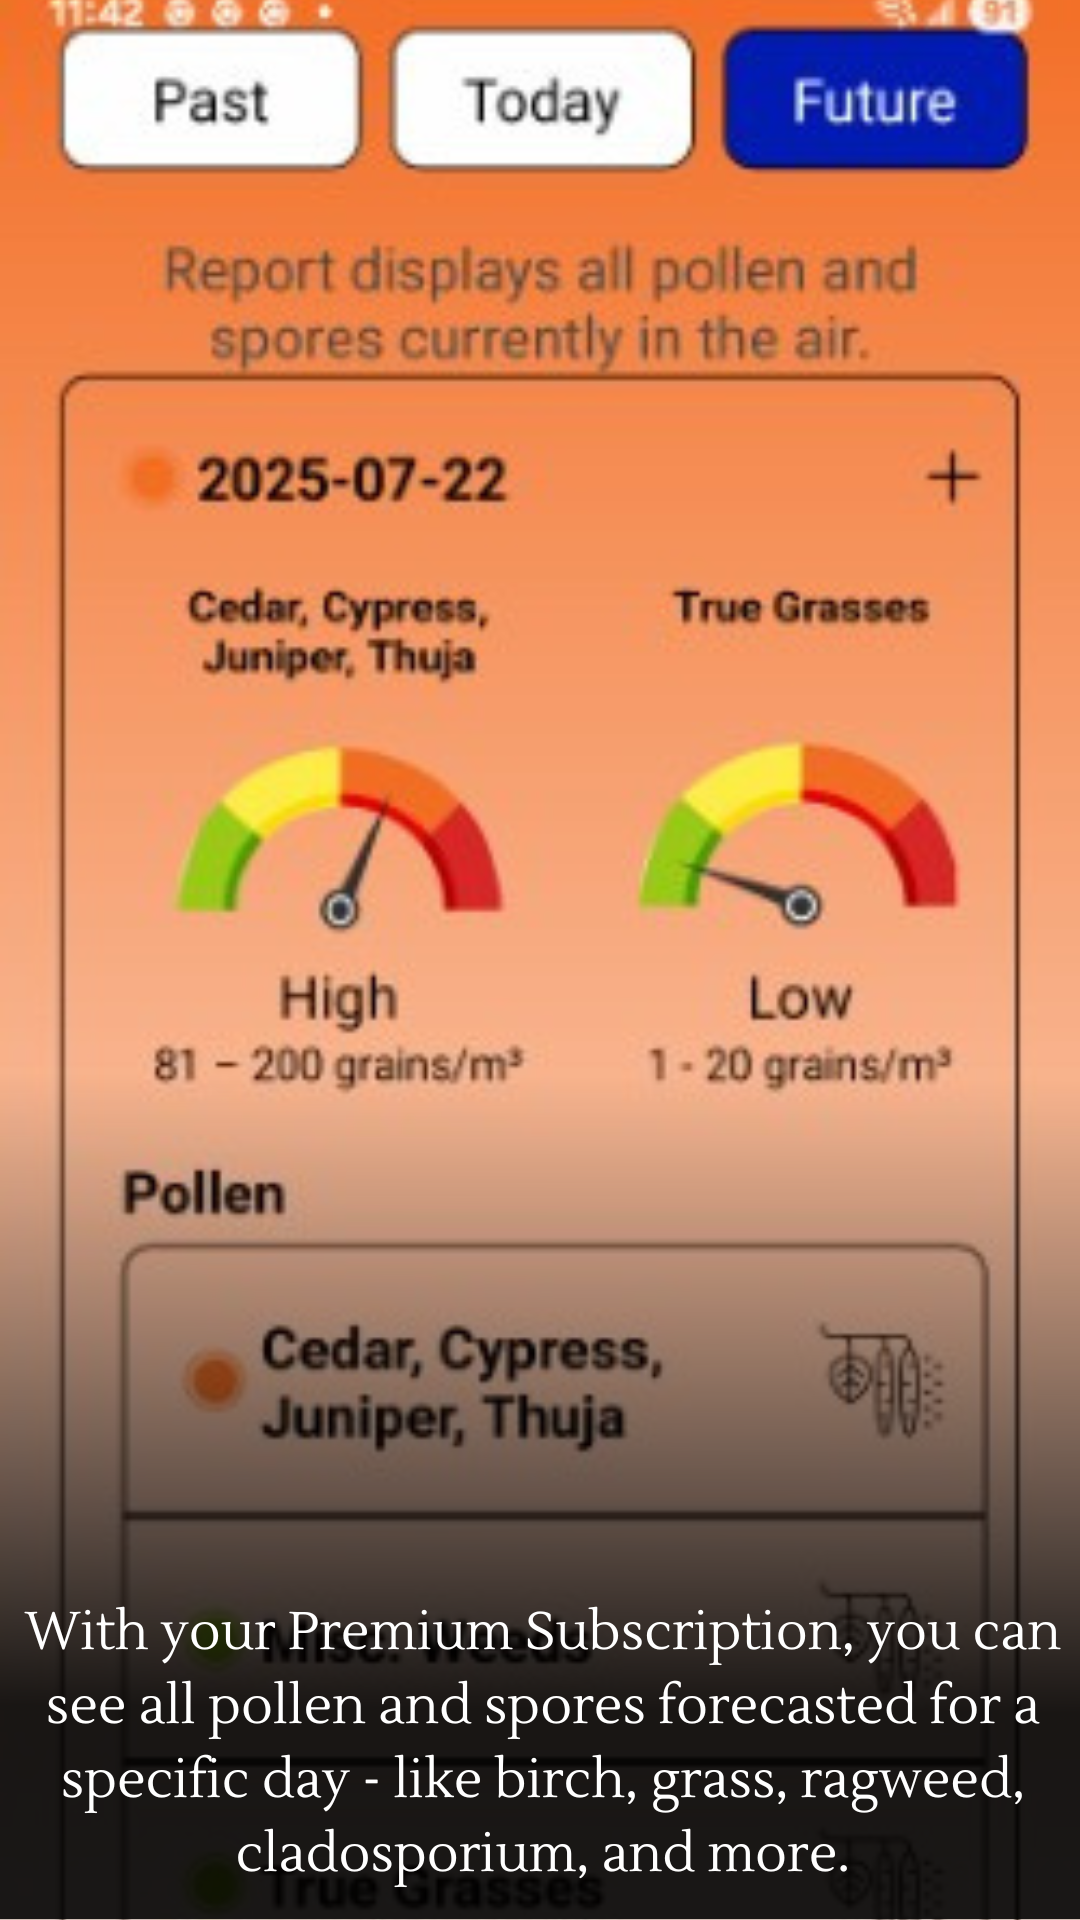 11:42
91
Past
Today
Future
Report displays all pollen and
spores currently in the air.
2025-07-22
Cedar, Cypress,
Juniper, Thuja
True Grasses
High
81 – 200 grains/m³
Low
1 - 20 grains/m³
Pollen
Cedar, Cypress,
Juniper, Thuja
Misc. Weeds
With your Premium Subscription, you can
see all pollen and spores forecasted for a
specific day - like birch, grass, ragweed,
cladosporium, and more.
True Grasses